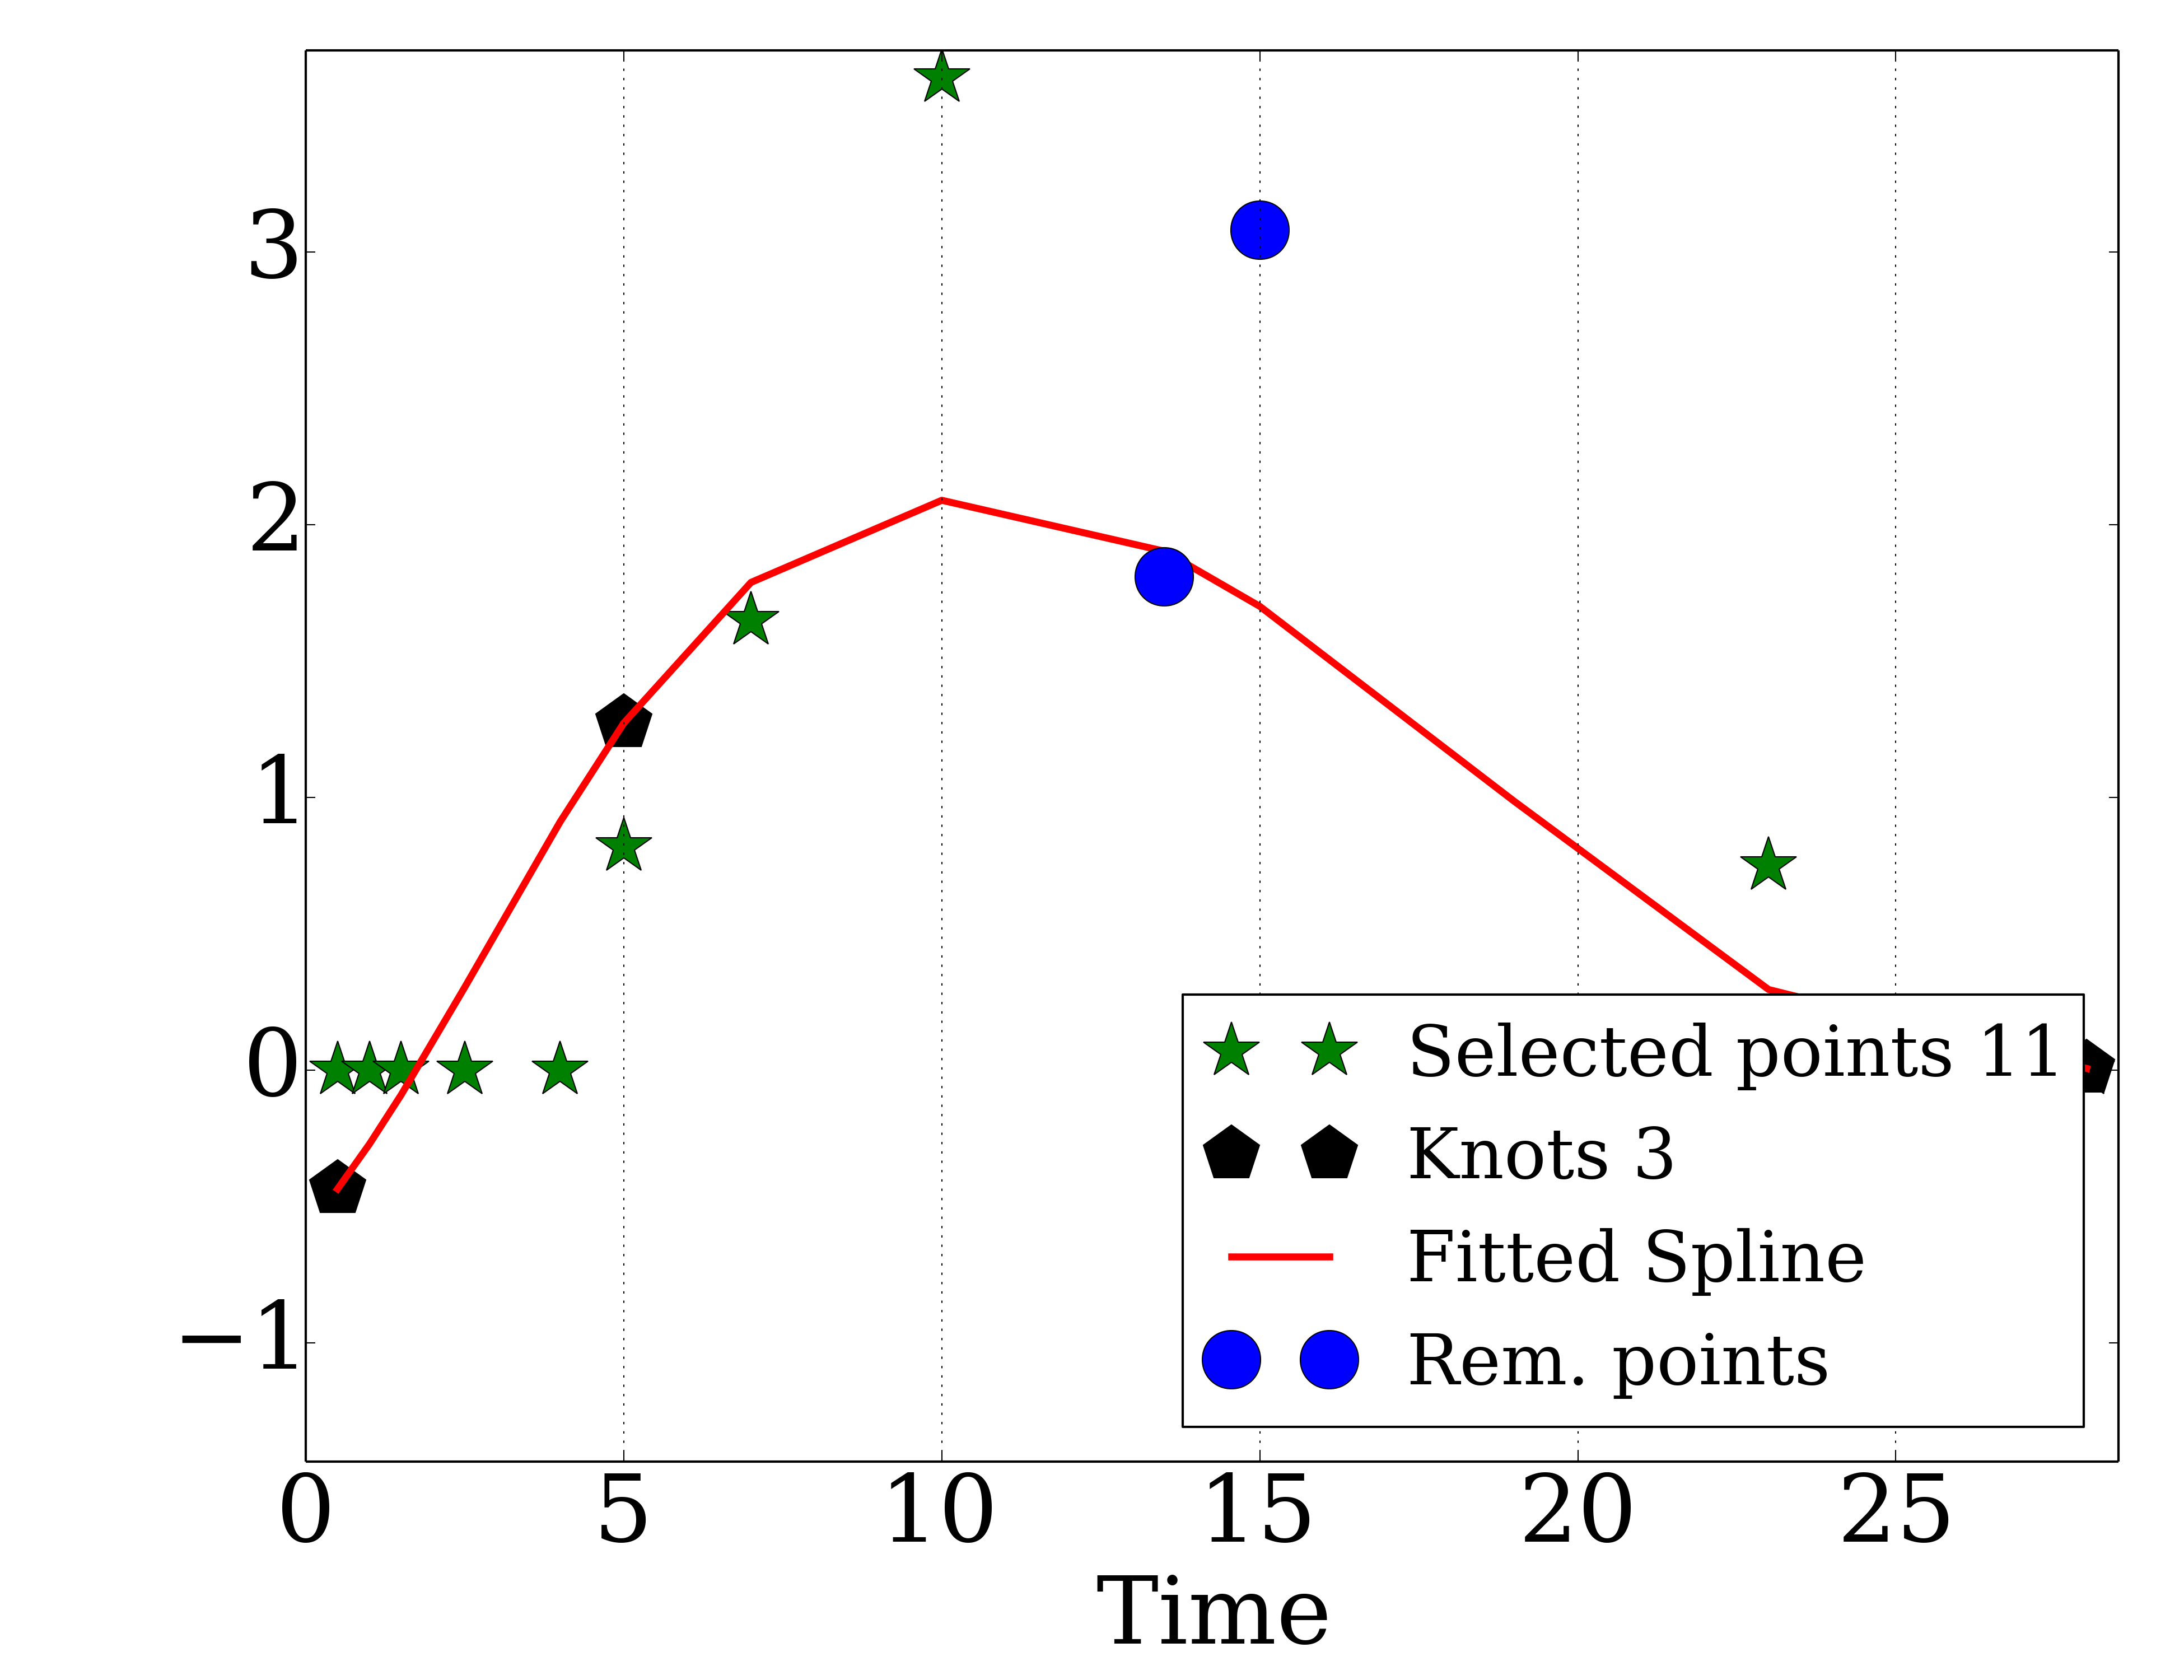 3
2
1
0
−1
Selected points 11
Knots 3
Fitted Spline
Rem. points
0 5 10 15 20 25
Time